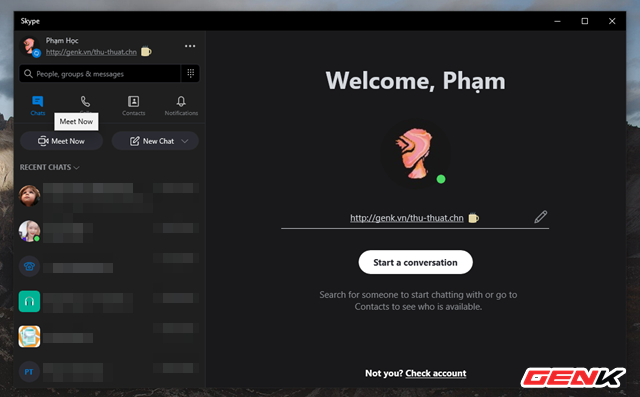 Skype
Phạm Học
http://genk.vn/thu-thuat.chn
People, groups & messages
Chats
Contacts
Notifications
Meet Now
Meet Now
New Chat
RECENT CHATS
PT
Welcome, Phạm
http://genk.vn/thu-thuat.chn
Start a conversation
Search for someone to start chatting with or go to
Contacts to see who is available.
Not you? Check account
GENK